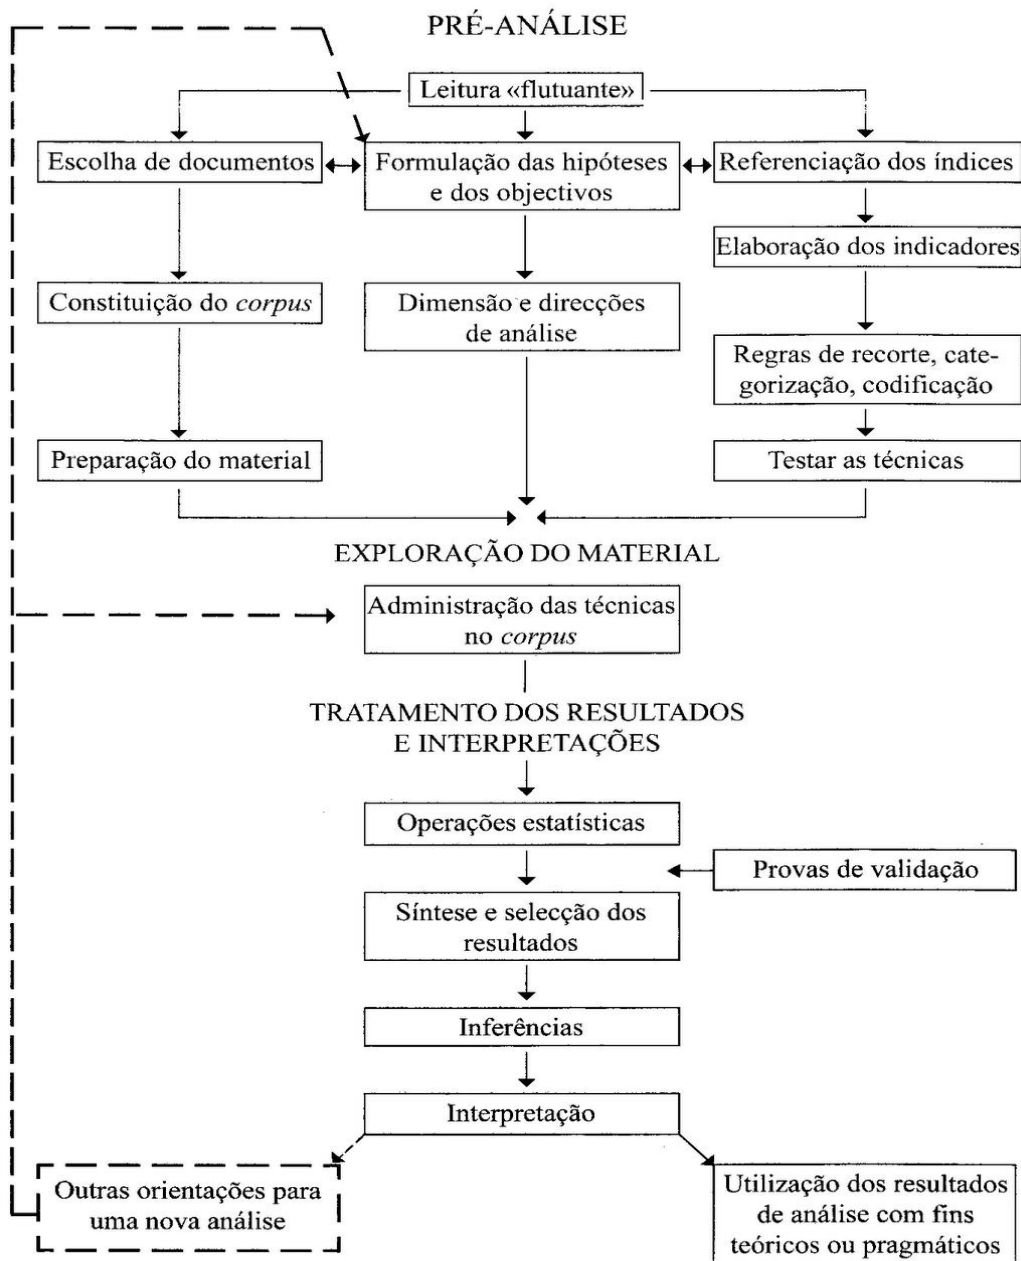 PRÉ-ANÁLISE
Leitura «flutuante»
Escolha de documentos
Formulação das hipóteses
e dos objectivos
Referenciação dos índices
Elaboração dos indicadores
Constituição do corpus
Dimensão e direcções
de análise
Regras de recorte, cate-
gorização, codificação
Preparação do material
Testar as técnicas
EXPLORAÇÃO DO MATERIAL
Administração das técnicas
no corpus
TRATAMENTO DOS RESULTADOS
E INTERPRETAÇÕES
Operações estatísticas
Provas de validação
Síntese e selecção dos
resultados
Inferências
Interpretação
Outras orientações para
uma nova análise
Utilização dos resultados
de análise com fins
teóricos ou pragmáticos